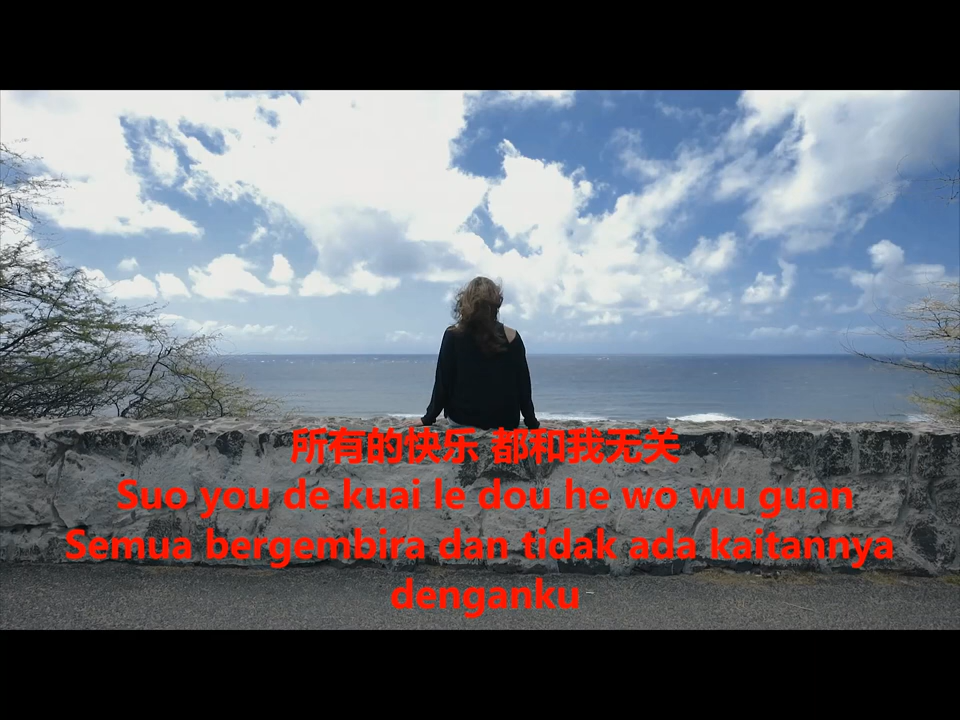 所有的快乐 都和我无关
Suo you de kuai le dou he wo wu guan
Semua bergembira dan tidak ada kaitannya
denganku